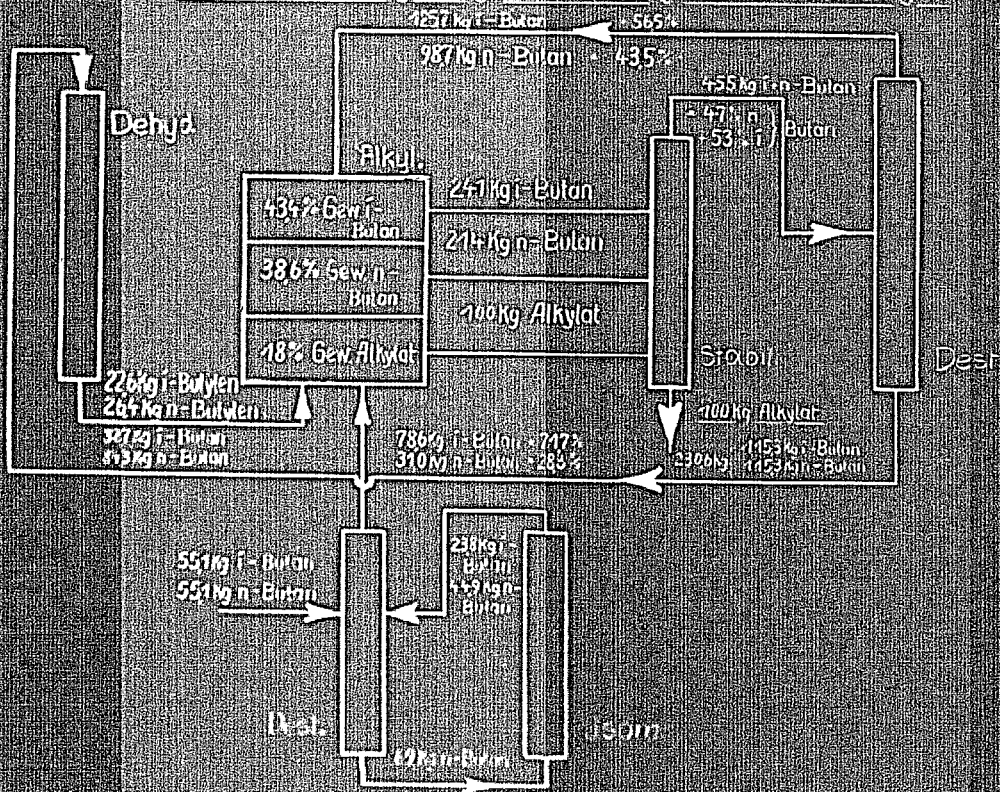 1257 kg i-Butan · 56,5%
987 Kg n-Butan · 43,5%
455 kg i+n-Butan
= 47% n
· 53 % i } Butan
Dehyd.
Alkyl.
43,4% Gew. i-
Butan
38,6% Gew. n-
Butan
18% Gew. Alkylat
241 Kg i-Butan
214 Kg n-Butan
100 Kg Alkylat
Stabil.
Dest
100 Kg Alkylat
226 Kg i-Butylen
264 Kg n-Butylen
i-Butan
n-Butan
786 Kg i-Butan = 71,7%
310 Kg n-Butan = 28,3%
2306 kg
1153 kg i-Butan
1153 kg n-Butan
551 Kg i-Butan
551 Kg n-Butan
238 Kg i-
Butan
449 Kg n-
Butan
Dest.
Isom
Kg n-Butan